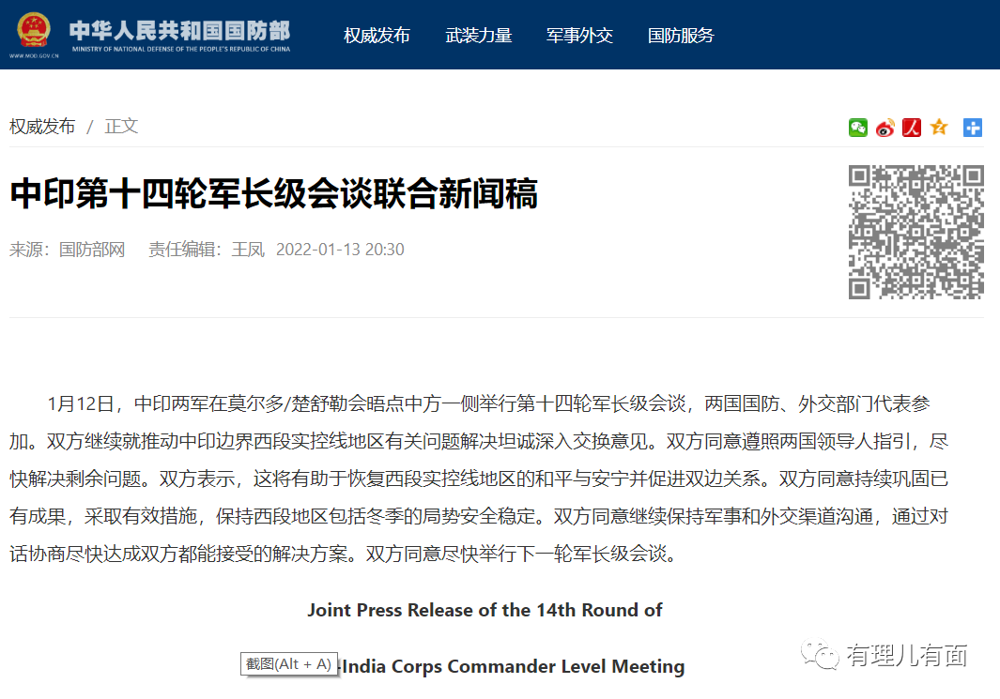 中华人民共和国国防部
MINISTRY OF NATIONAL DEFENSE OF THE PEOPLE'S REPUBLIC OF CHINA
WWW.MOD.GOV.CN
权威发布 武装力量 军事外交 国防服务
权威发布 / 正文
中印第十四轮军长级会谈联合新闻稿
来源：国防部网 责任编辑：王凤 2022-01-13 20:30
1月12日，中印两军在莫尔多/楚舒勒会晤点中方一侧举行第十四轮军长级会谈，两国国防、外交部门代表参
加。双方继续就推动中印边界西段实控线地区有关问题解决坦诚深入交换意见。双方同意遵照两国领导人指引，尽
快解决剩余问题。双方表示，这将有助于恢复西段实控线地区的和平与安宁并促进双边关系。双方同意持续巩固已
有成果，采取有效措施，保持西段地区包括冬季的局势安全稳定。双方同意继续保持军事和外交渠道沟通，通过对
话协商尽快达成双方都能接受的解决方案。双方同意尽快举行下一轮军长级会谈。
Joint Press Release of the 14th Round of
截图(Alt + A)
-India Corps Commander Level Meeting
有理儿有面